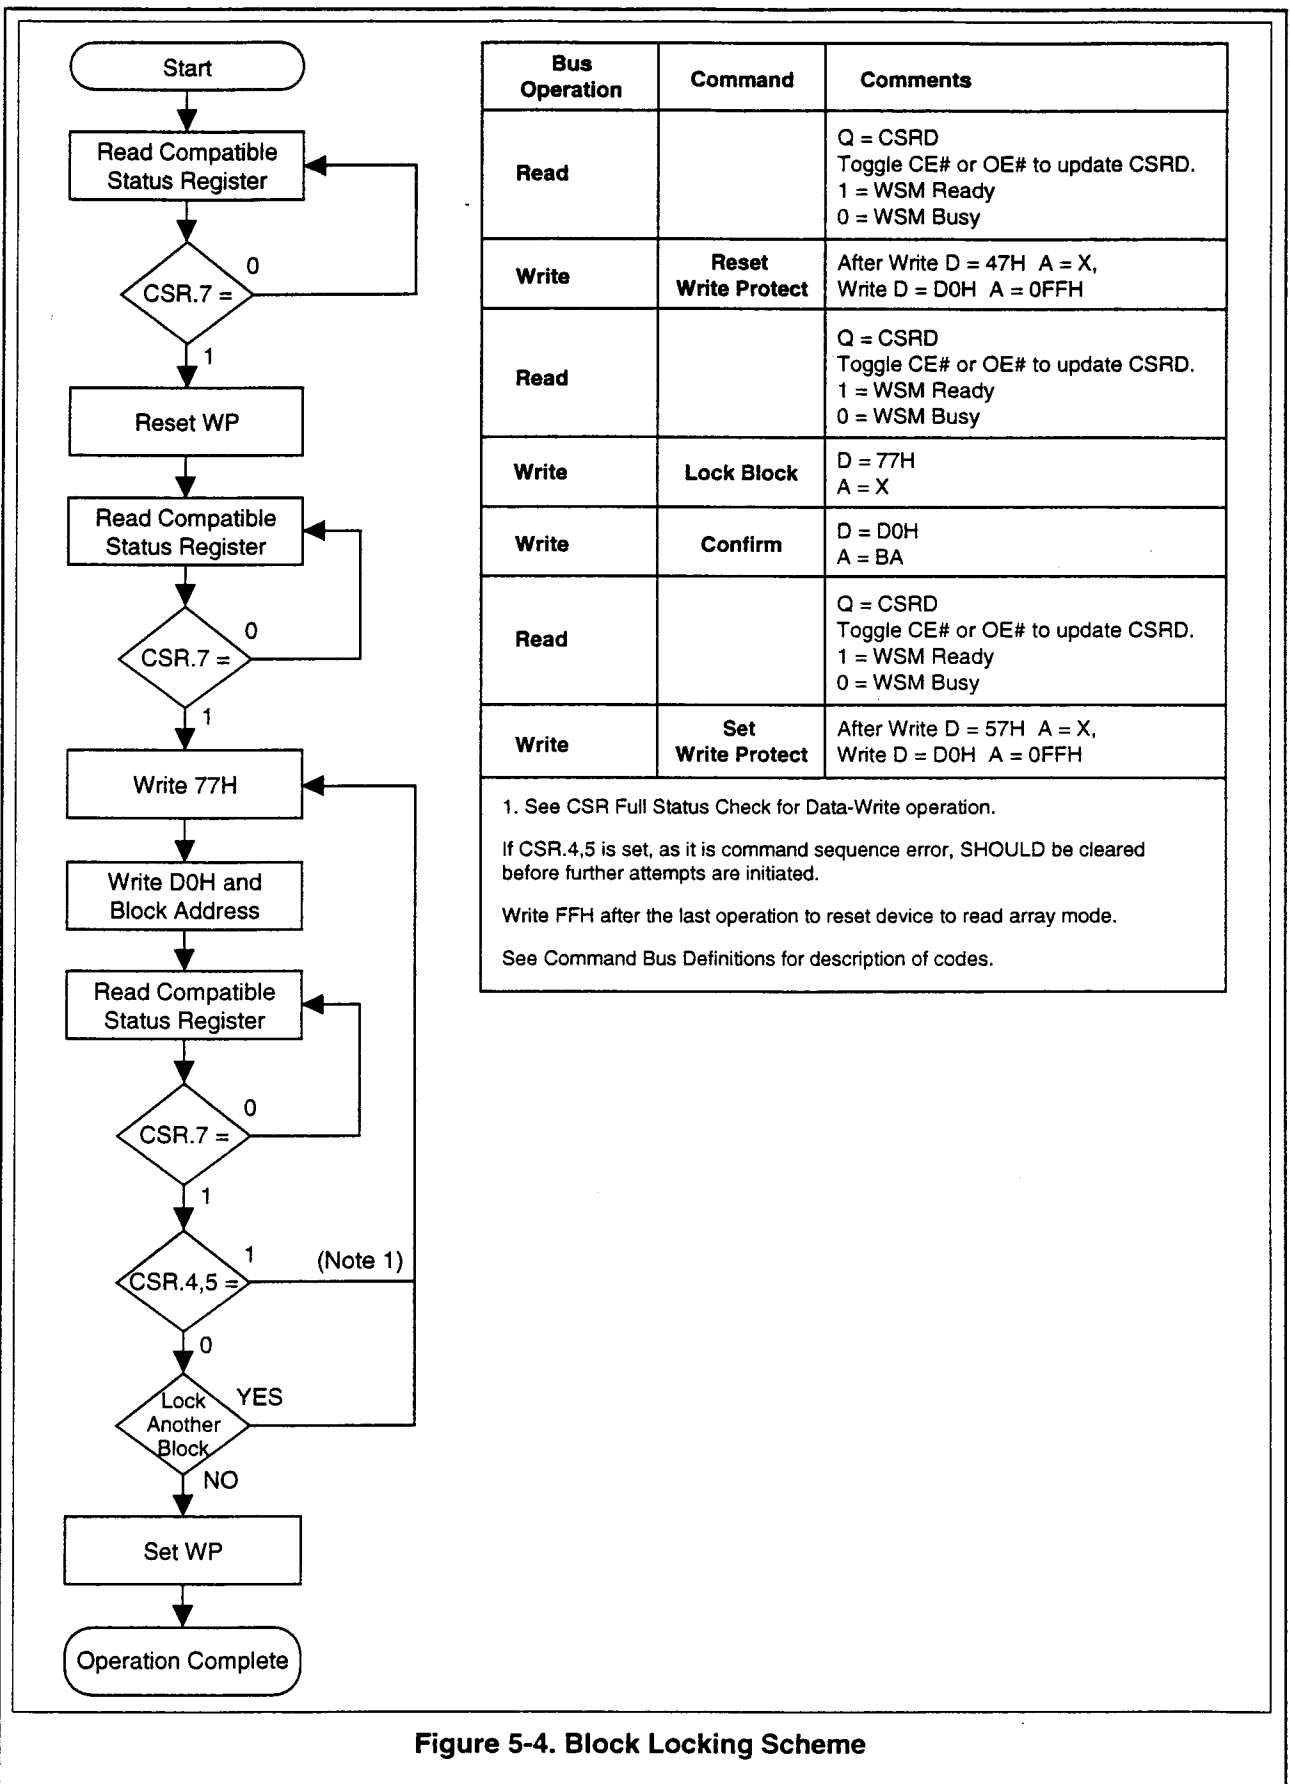 Start
Read Compatible
Status Register
0
CSR.7 =
1
Reset WP
Read Compatible
Status Register
0
CSR.7 =
1
Write 77H
Write D0H and
Block Address
Read Compatible
Status Register
0
CSR.7 =
1
1
(Note 1)
CSR.4,5 =
0
Lock
Another
Block
YES
NO
Set WP
Operation Complete
Bus
Operation
Command
Comments
Read
Q = CSRD
Toggle CE# or OE# to update CSRD.
1 = WSM Ready
0 = WSM Busy
Write
Reset
Write Protect
After Write D = 47H A = X,
Write D = D0H A = 0FFH
Read
Q = CSRD
Toggle CE# or OE# to update CSRD.
1 = WSM Ready
0 = WSM Busy
Write
Lock Block
D = 77H
A = X
Write
Confirm
D = D0H
A = BA
Read
Q = CSRD
Toggle CE# or OE# to update CSRD.
1 = WSM Ready
0 = WSM Busy
Write
Set
Write Protect
After Write D = 57H A = X,
Write D = D0H A = 0FFH
1. See CSR Full Status Check for Data-Write operation.
If CSR.4,5 is set, as it is command sequence error, SHOULD be cleared
before further attempts are initiated.
Write FFH after the last operation to reset device to read array mode.
See Command Bus Definitions for description of codes.
Figure 5-4. Block Locking Scheme